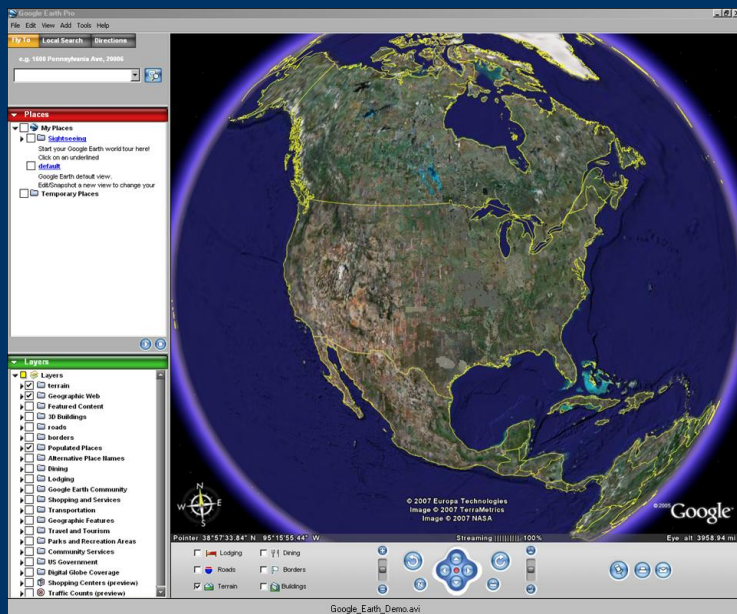 Google Earth Pro
File Edit View Add Tools Help
Fly To Local Search Directions
e.g. 1600 Pennsylvania Ave, 20006
Places
My Places
Sightseeing
Start your Google Earth world tour here!
Click on an underlined
default
Google Earth default view.
Edit/Snapshot a new view to change your
Temporary Places
Layers
Layers
terrain
Geographic Web
Featured Content
3D Buildings
roads
borders
Populated Places
Alternative Place Names
Dining
Lodging
Google Earth Community
Shopping and Services
Transportation
Geographic Features
Travel and Tourism
Parks and Recreation Areas
Community Services
US Government
Digital Globe Coverage
Shopping Centers (preview)
Traffic Counts (preview)
N
W E
S
© 2007 Europa Technologies
Image © 2007 TerraMetrics
Image © 2007 NASA
©2005 Google™
Pointer 38°57'33.84" N 95°15'55.44" W Streaming |||||||||| 100% Eye alt 3958.94 mi
Lodging Dining
Roads Borders
Terrain Buildings
Google_Earth_Demo.avi